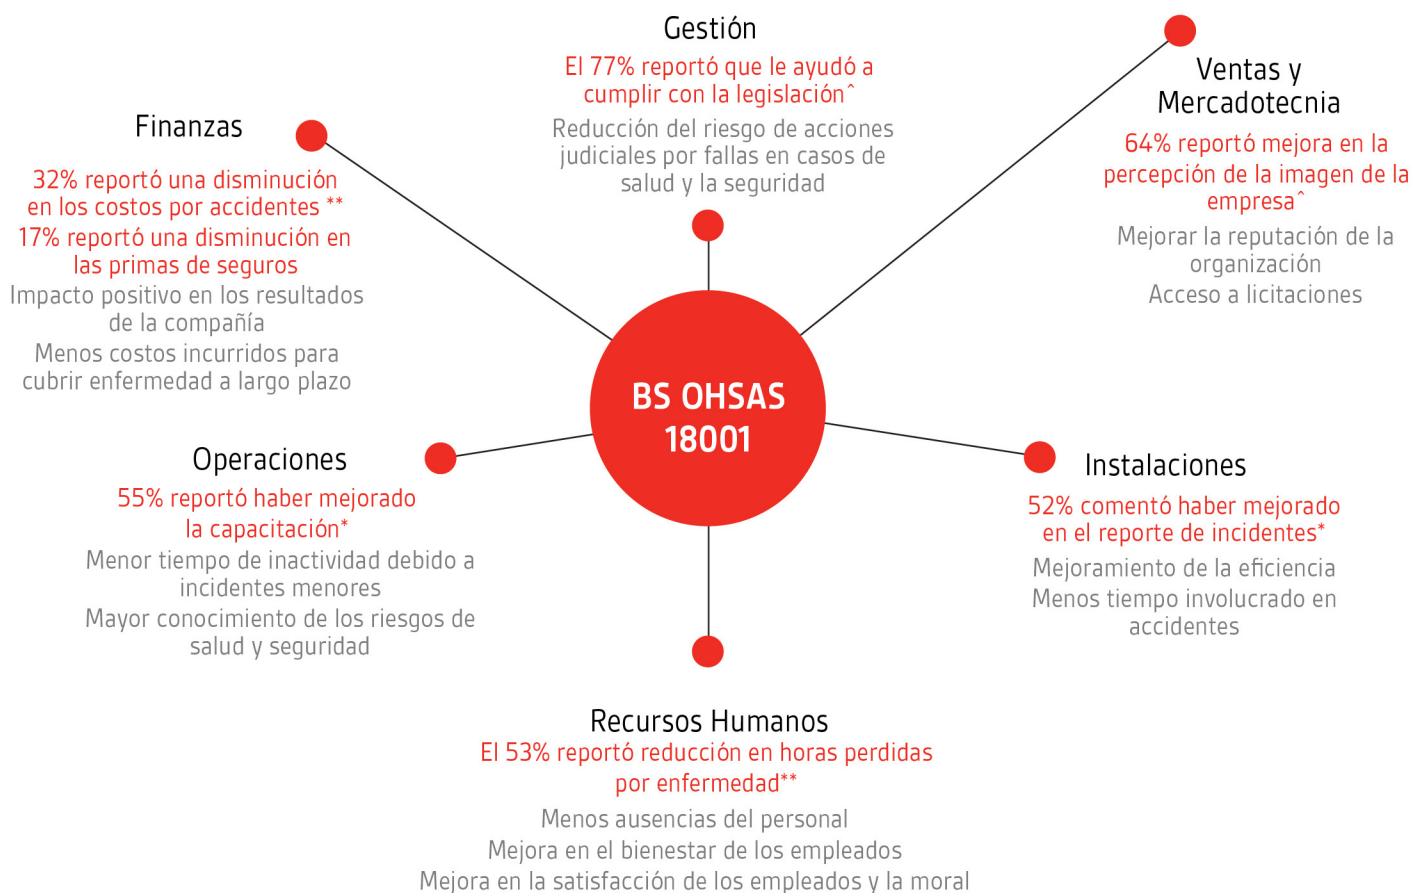 Gestión
El 77% reportó que le ayudó a
cumplir con la legislación^
Reducción del riesgo de acciones
judiciales por fallas en casos de
salud y la seguridad
Ventas y
Mercadotecnia
64% reportó mejora en la
percepción de la imagen de la
empresa^
Mejorar la reputación de la
organización
Acceso a licitaciones
Finanzas
32% reportó una disminución
en los costos por accidentes **
17% reportó una disminución en
las primas de seguros
Impacto positivo en los resultados
de la compañía
Menos costos incurridos para
cubrir enfermedad a largo plazo
BS OHSAS
18001
Operaciones
55% reportó haber mejorado
la capacitación*
Menor tiempo de inactividad debido a
incidentes menores
Mayor conocimiento de los riesgos de
salud y seguridad
Instalaciones
52% comentó haber mejorado
en el reporte de incidentes*
Mejoramiento de la eficiencia
Menos tiempo involucrado en
accidentes
Recursos Humanos
El 53% reportó reducción en horas perdidas
por enfermedad**
Menos ausencias del personal
Mejora en el bienestar de los empleados
Mejora en la satisfacción de los empleados y la moral